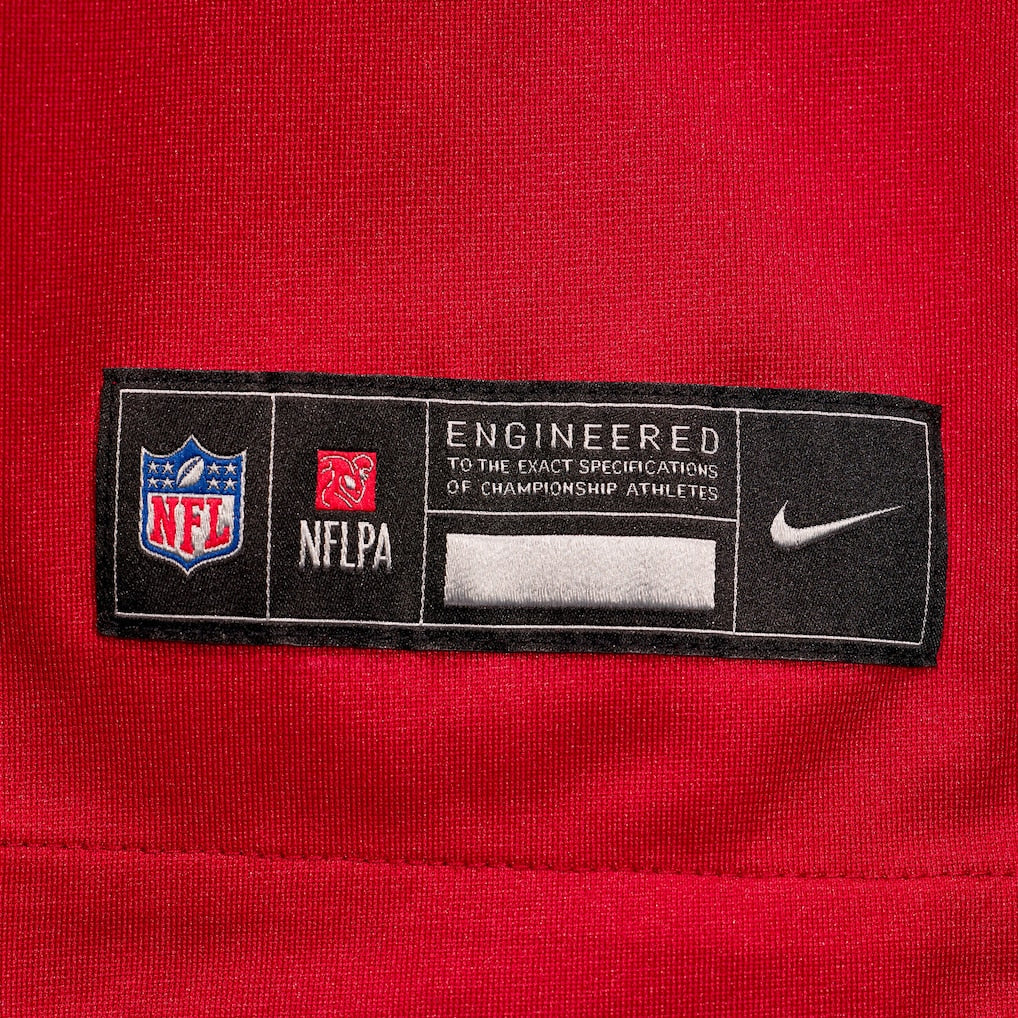 NFL
NFLPA
ENGINEERED
TO THE EXACT SPECIFICATIONS
OF CHAMPIONSHIP ATHLETES